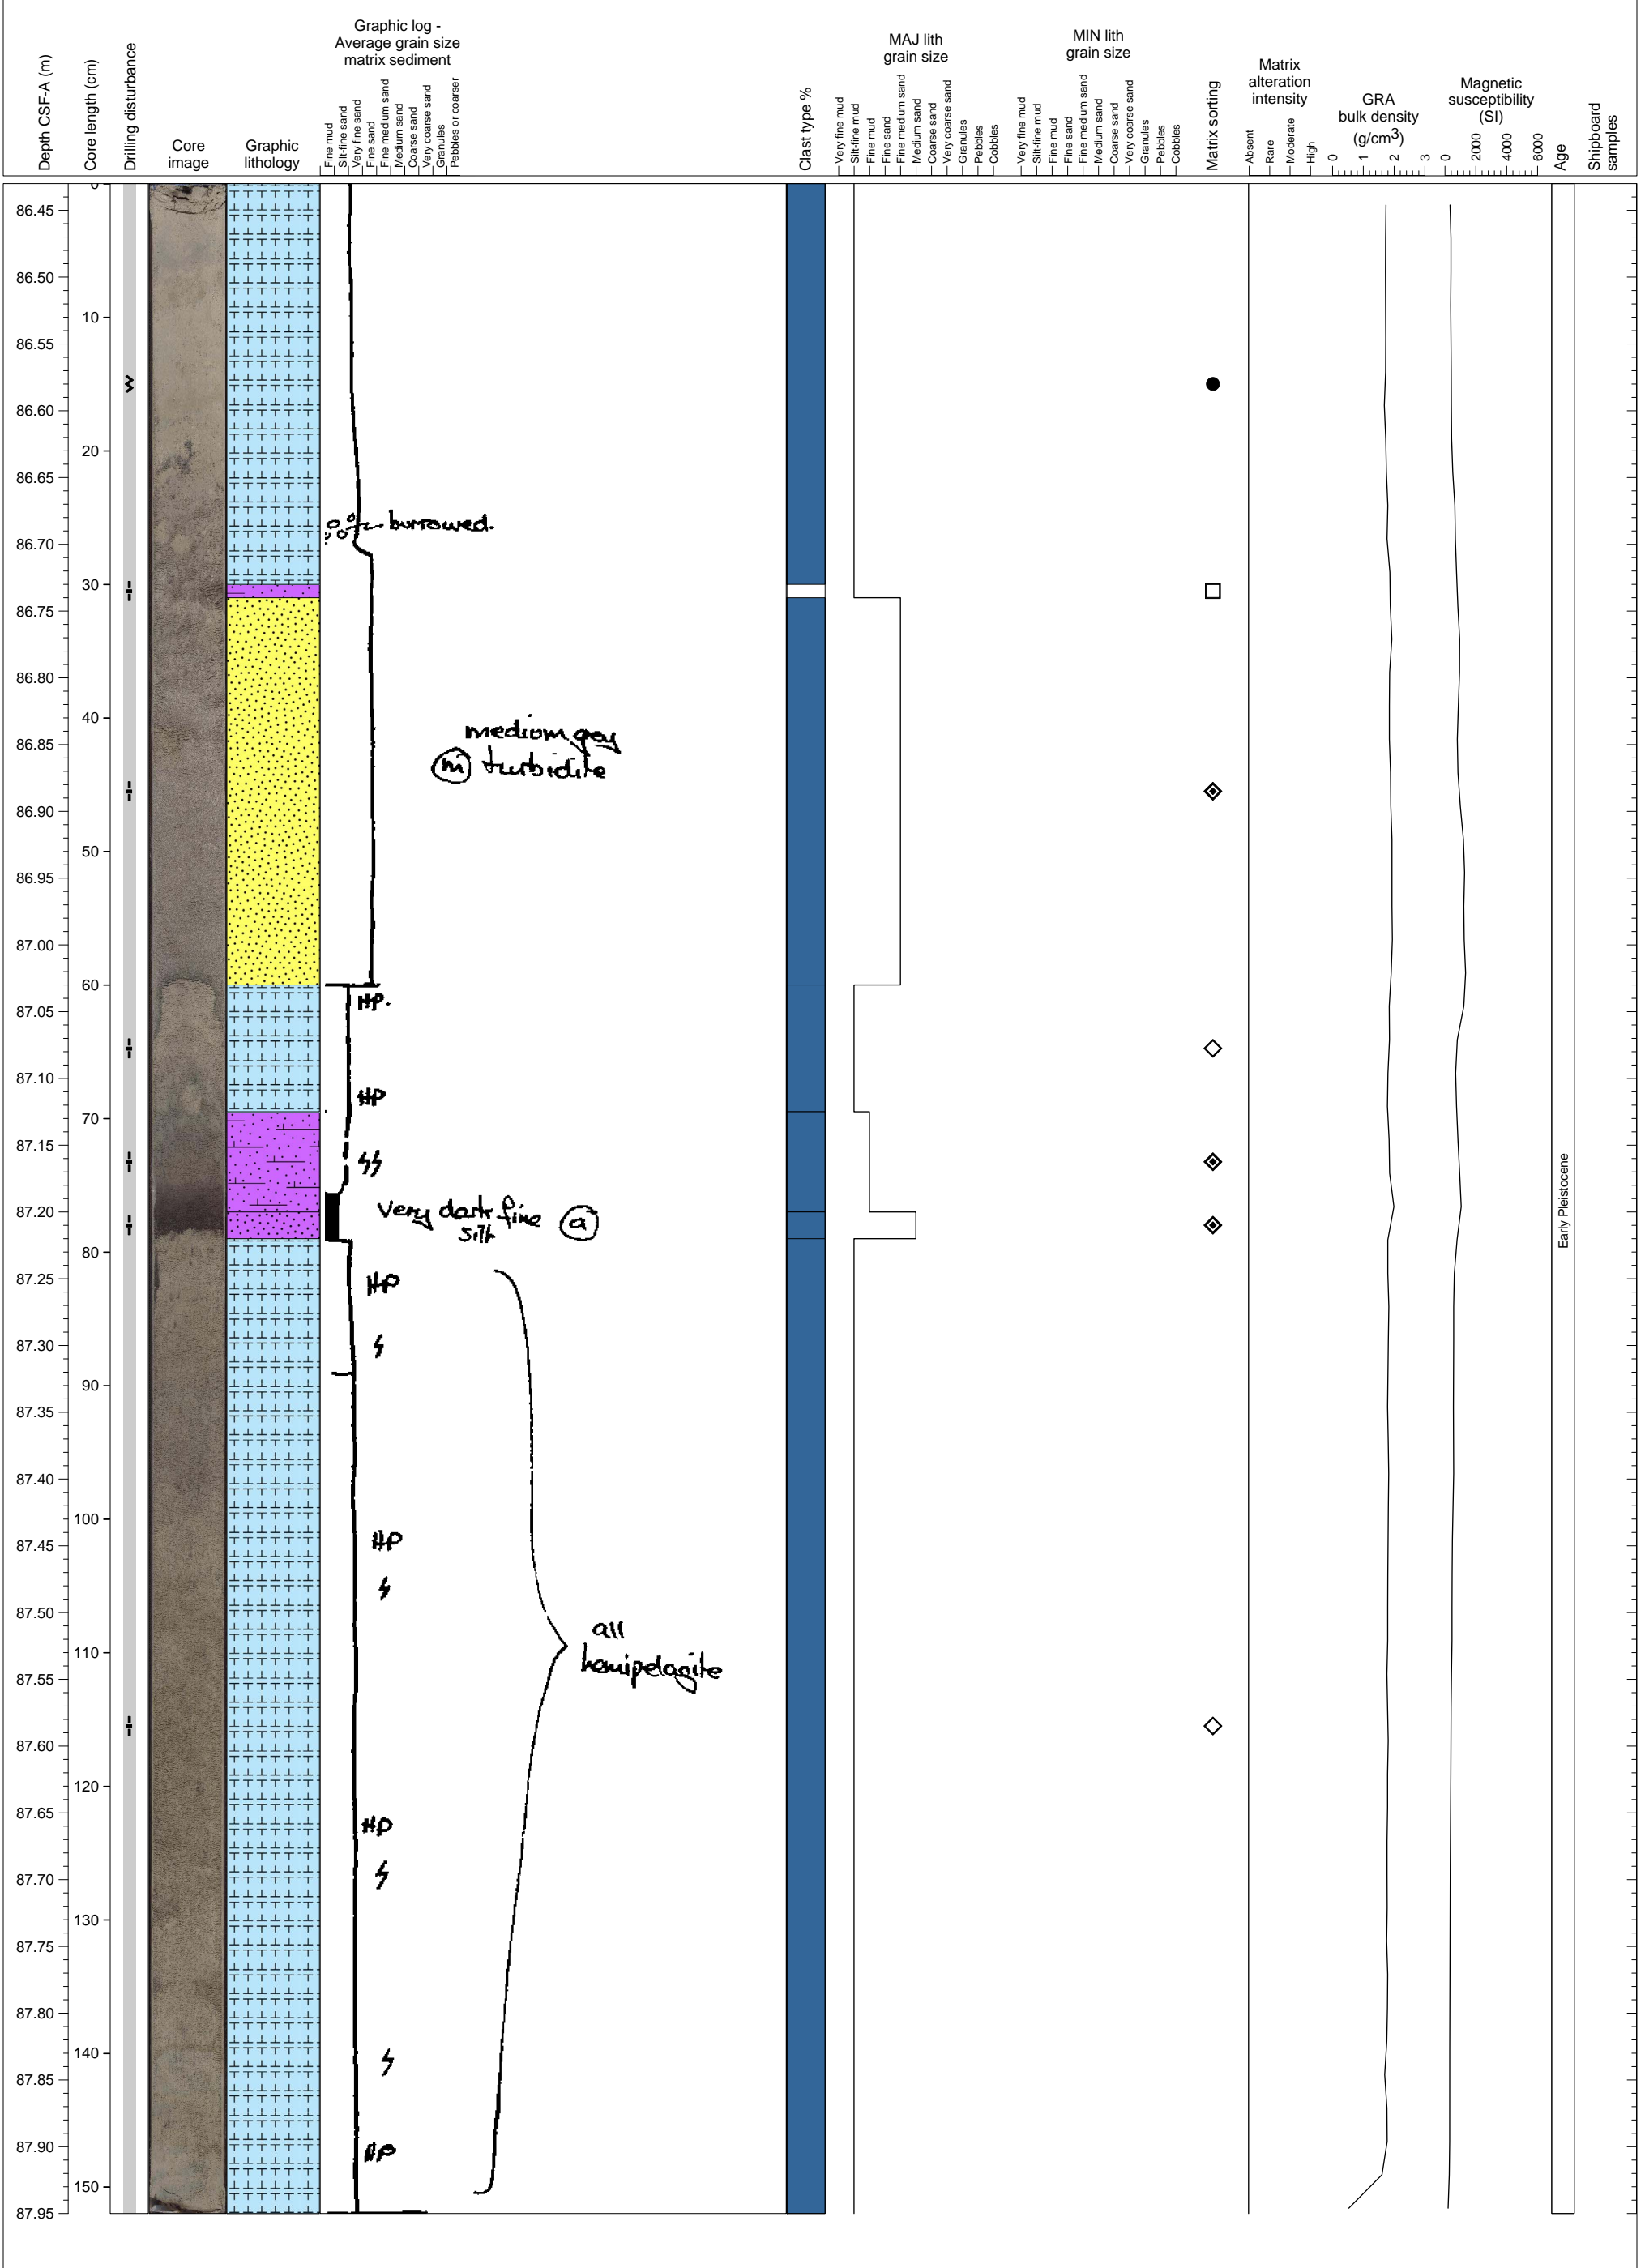 Depth CSF-A (m)
Core length (cm)
Drilling disturbance
Core
image
Graphic
lithology
Graphic log -
Average grain size
matrix sediment
Fine mud
Silt-fine sand
Very fine sand
Fine sand
Fine medium sand
Medium sand
Coarse sand
Very coarse sand
Granules
Pebbles or coarser
Clast type %
MAJ lith
grain size
Very fine mud
Silt-fine mud
Fine mud
Fine sand
Fine medium sand
Medium sand
Coarse sand
Very coarse sand
Granules
Pebbles
Cobbles
MIN lith
grain size
Very fine mud
Silt-fine mud
Fine mud
Fine sand
Fine medium sand
Medium sand
Coarse sand
Very coarse sand
Granules
Pebbles
Cobbles
Matrix sorting
Matrix
alteration
intensity
Absent
Rare
Moderate
High
GRA
bulk density
(g/cm3)
0
1
2
3
Magnetic
susceptibility
(SI)
0
2000
4000
6000
Age
Shipboard
samples
86.45
86.50
86.55
86.60
86.65
86.70
86.75
86.80
86.85
86.90
86.95
87.00
87.05
87.10
87.15
87.20
87.25
87.30
87.35
87.40
87.45
87.50
87.55
87.60
87.65
87.70
87.75
87.80
87.85
87.90
87.95
0
10
20
30
40
50
60
70
80
90
100
110
120
130
140
150
burrowed.
medium grey
m turbidite
HP.
HP
very dark fine a
silt
HP
HP
all
hemipelagite
HP
HP
Early Pleistocene